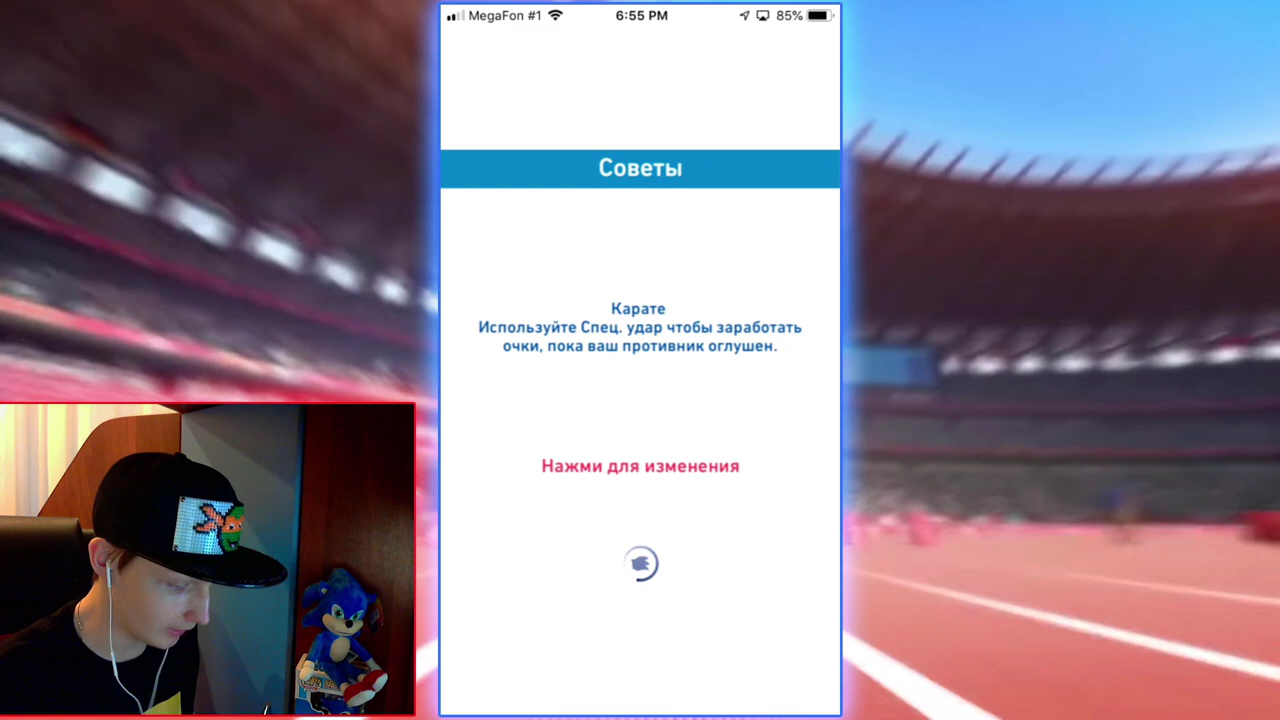 MegaFon #1 6:55 PM 85%
Советы
Карате
Используйте Спец. удар чтобы заработать
очки, пока ваш противник оглушен.
Нажми для изменения